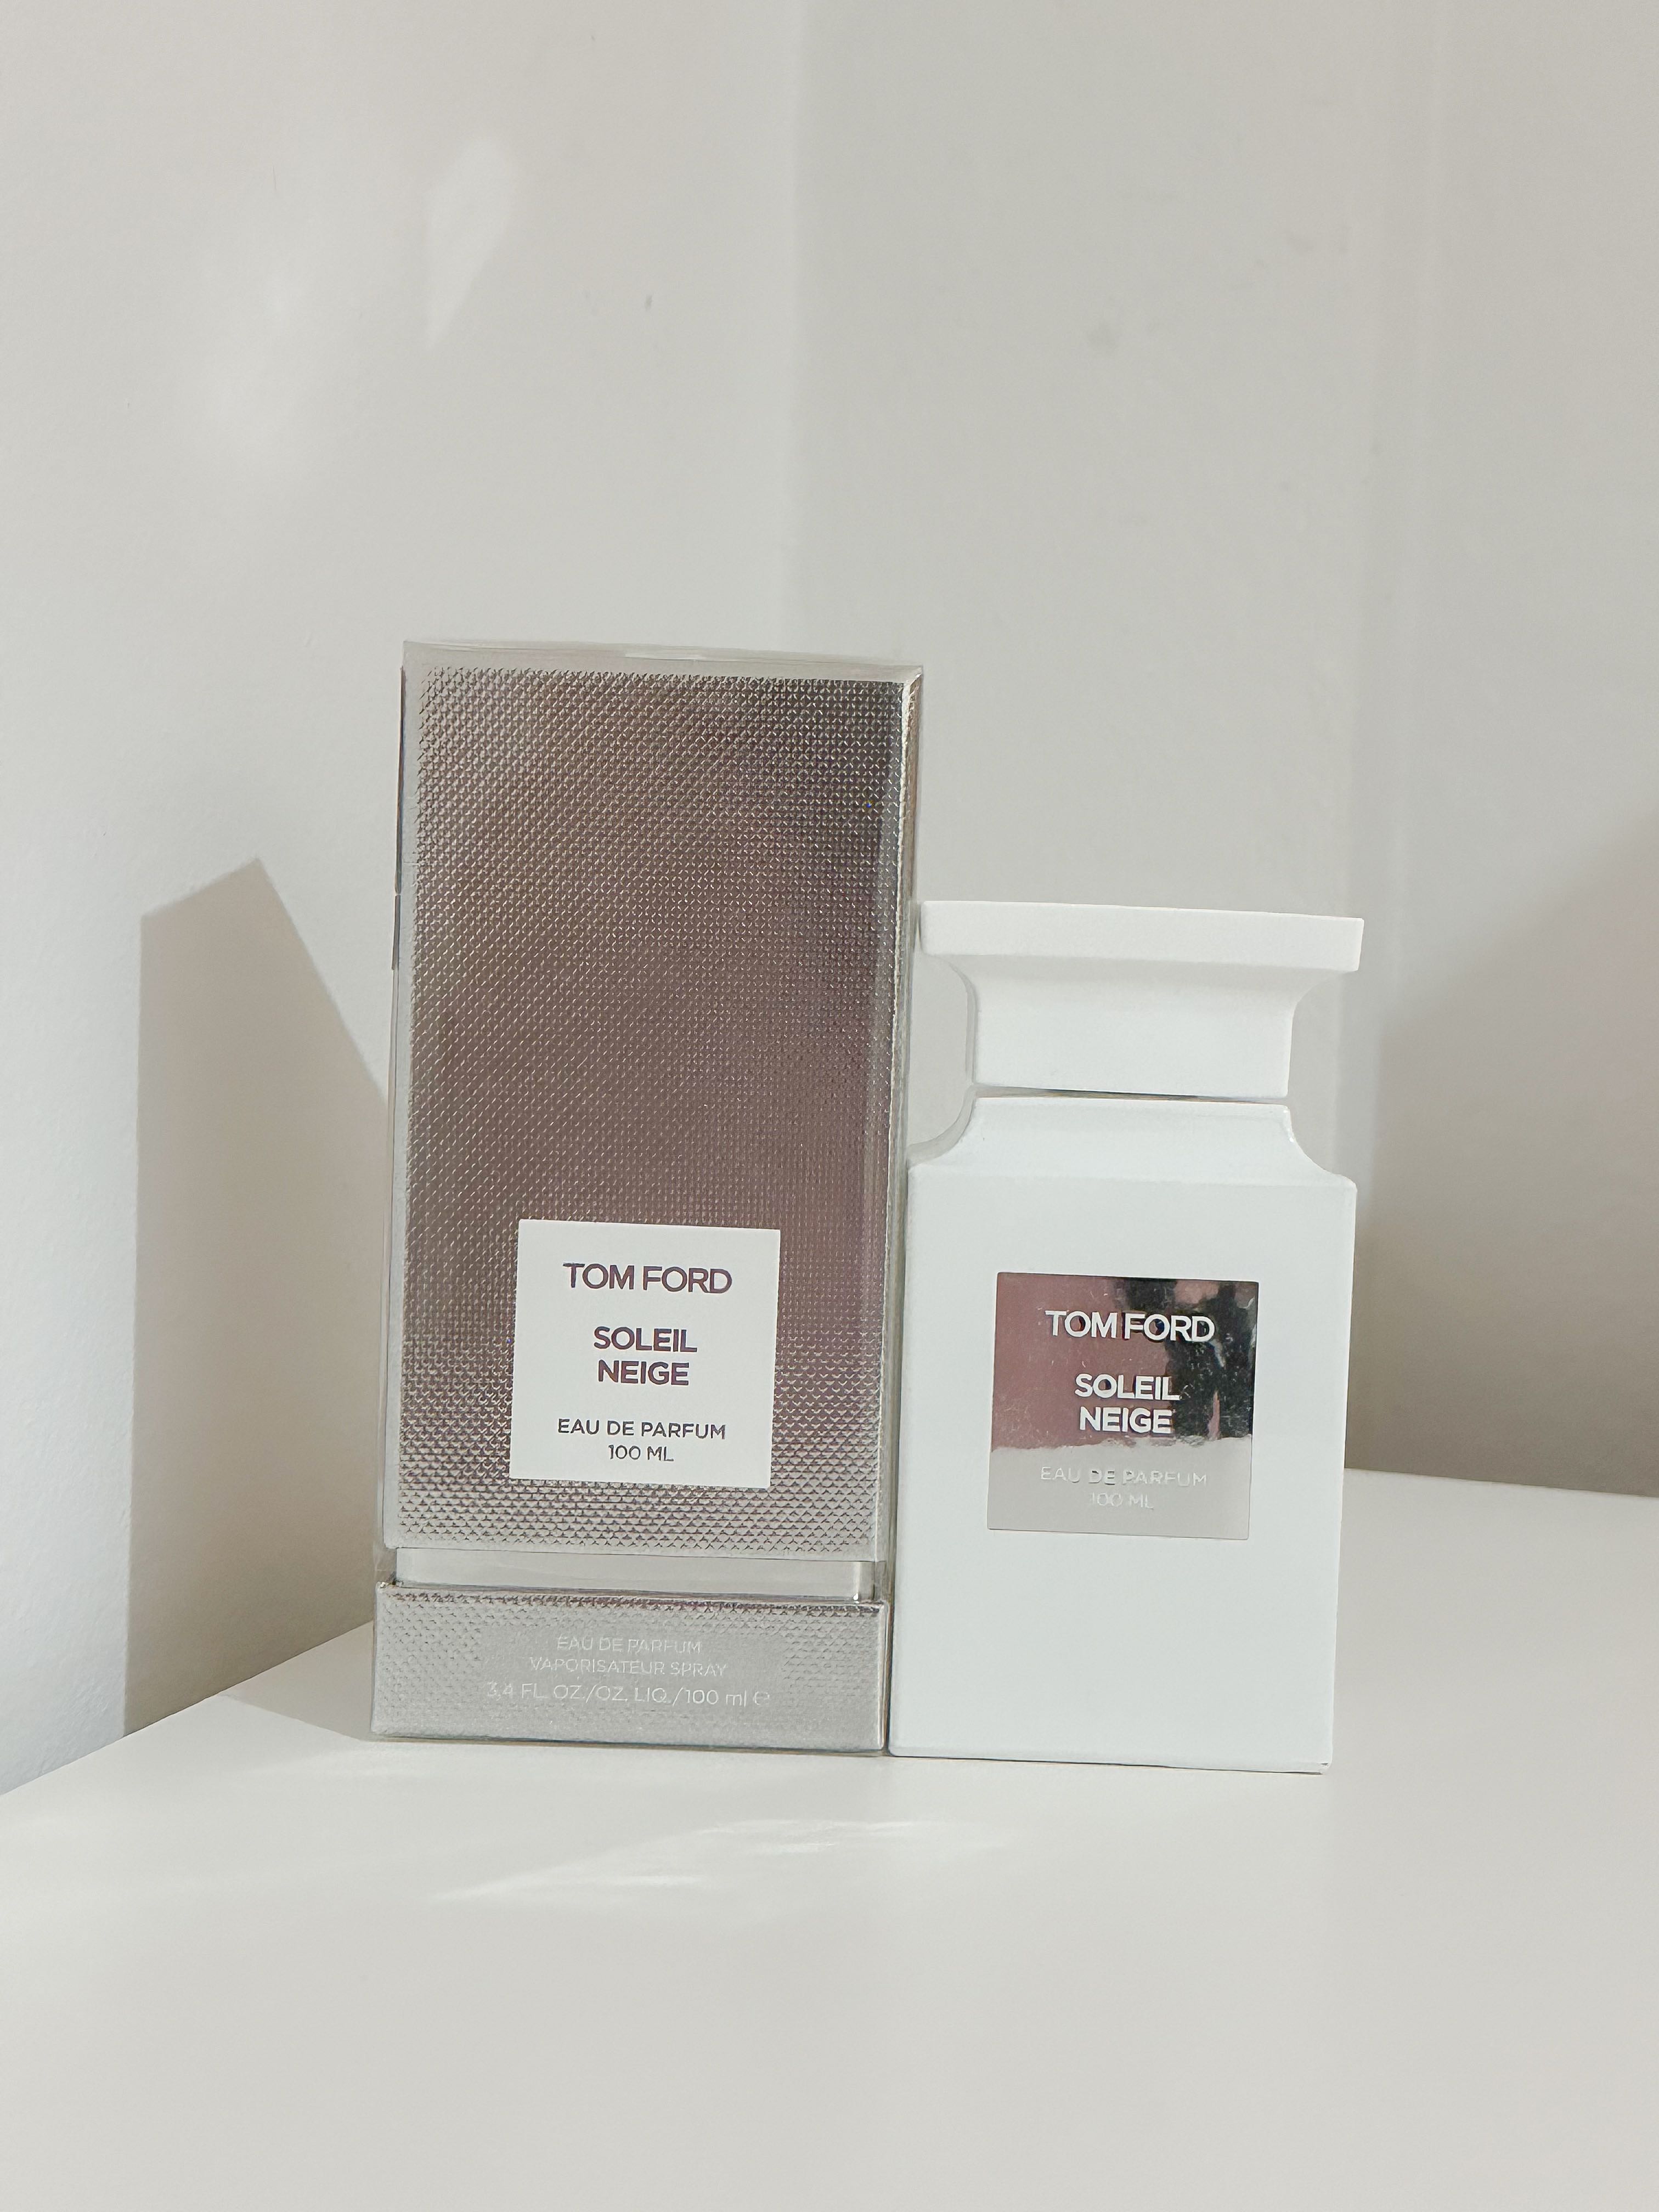 TOM FORD
SOLEIL
NEIGE
EAU DE PARFUM
100 ML
EAU DE PARFUM
VAPORISATEUR SPRAY
3,4 FL. OZ./OZ. LIQ./100 ml ℮
TOM FORD
SOLEIL
NEIGE
EAU DE PARFUM
100 ML